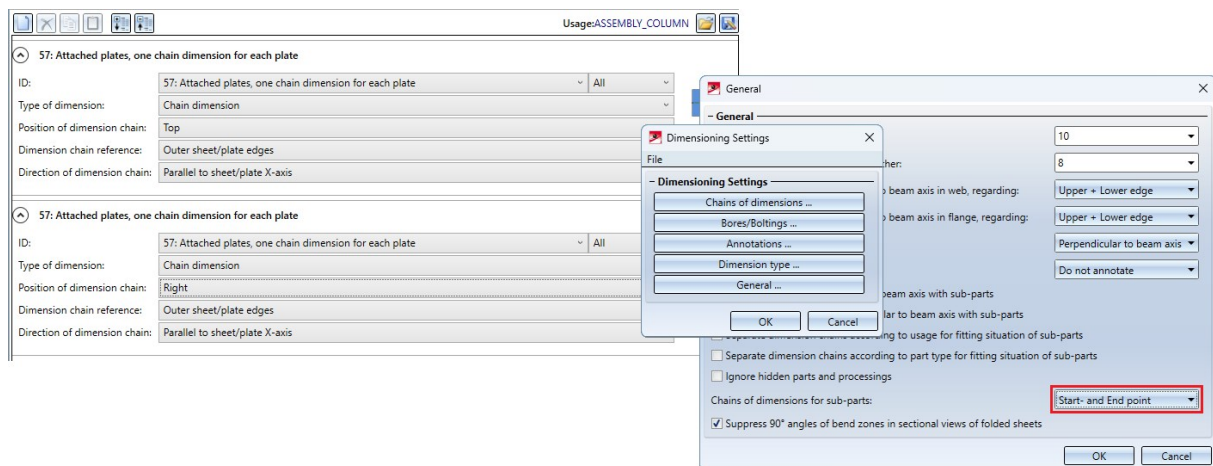 Usage:ASSEMBLY_COLUMN
57: Attached plates, one chain dimension for each plate
ID: 57: Attached plates, one chain dimension for each plate All
Type of dimension: Chain dimension
Position of dimension chain: Top
Dimension chain reference: Outer sheet/plate edges
Direction of dimension chain: Parallel to sheet/plate X-axis
57: Attached plates, one chain dimension for each plate
ID: 57: Attached plates, one chain dimension for each plate All
Type of dimension: Chain dimension
Position of dimension chain: Right
Dimension chain reference: Outer sheet/plate edges
Direction of dimension chain: Parallel to sheet/plate X-axis
Dimensioning Settings
File
– Dimensioning Settings
Chains of dimensions ...
Bores/Boltings ...
Annotations ...
Dimension type ...
General ...
OK Cancel
General
– General
10
8
beam axis in web, regarding: Upper + Lower edge
beam axis in flange, regarding: Upper + Lower edge
Perpendicular to beam axis
Do not annotate
beam axis with sub-parts
to beam axis with sub-parts
Separate dimension chains according to usage for fitting situation of sub-parts
Separate dimension chains according to part type for fitting situation of sub-parts
Ignore hidden parts and processings
Chains of dimensions for sub-parts: Start- and End point
Suppress 90° angles of bend zones in sectional views of folded sheets
OK Cancel